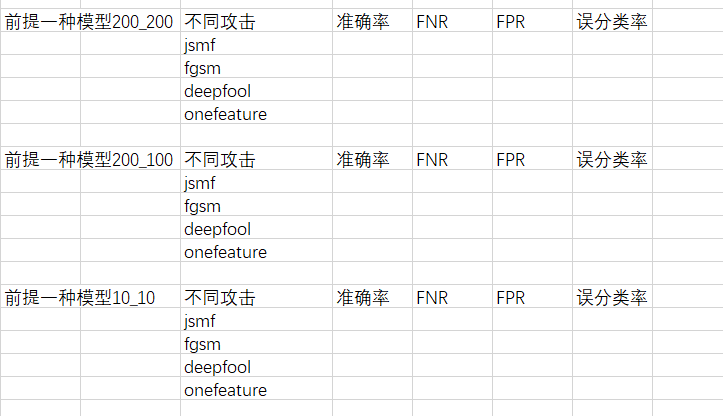 前提一种模型200_200 不同攻击 准确率 FNR FPR 误分类率
jsmf
fgsm
deepfool
onefeature
前提一种模型200_100 不同攻击 准确率 FNR FPR 误分类率
jsmf
fgsm
deepfool
onefeature
前提一种模型10_10 不同攻击 准确率 FNR FPR 误分类率
jsmf
fgsm
deepfool
onefeature